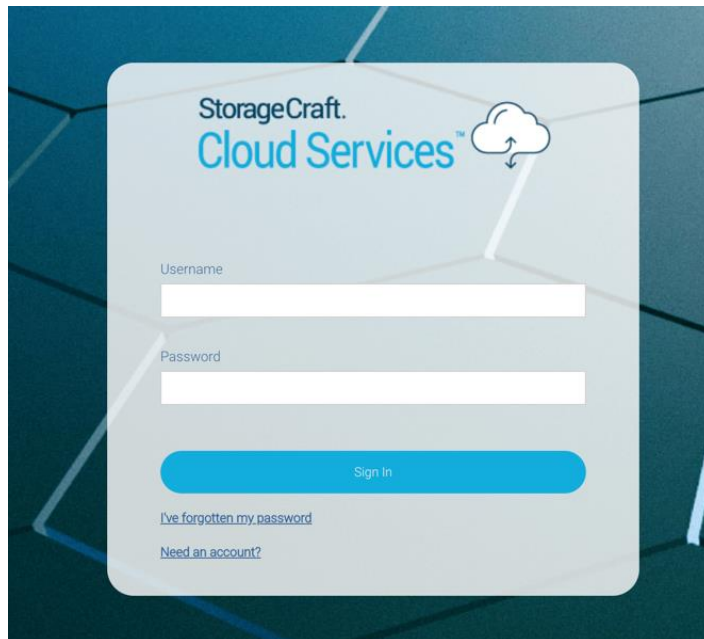 StorageCraft.
Cloud Services™
Username
Password
Sign In
I've forgotten my password
Need an account?